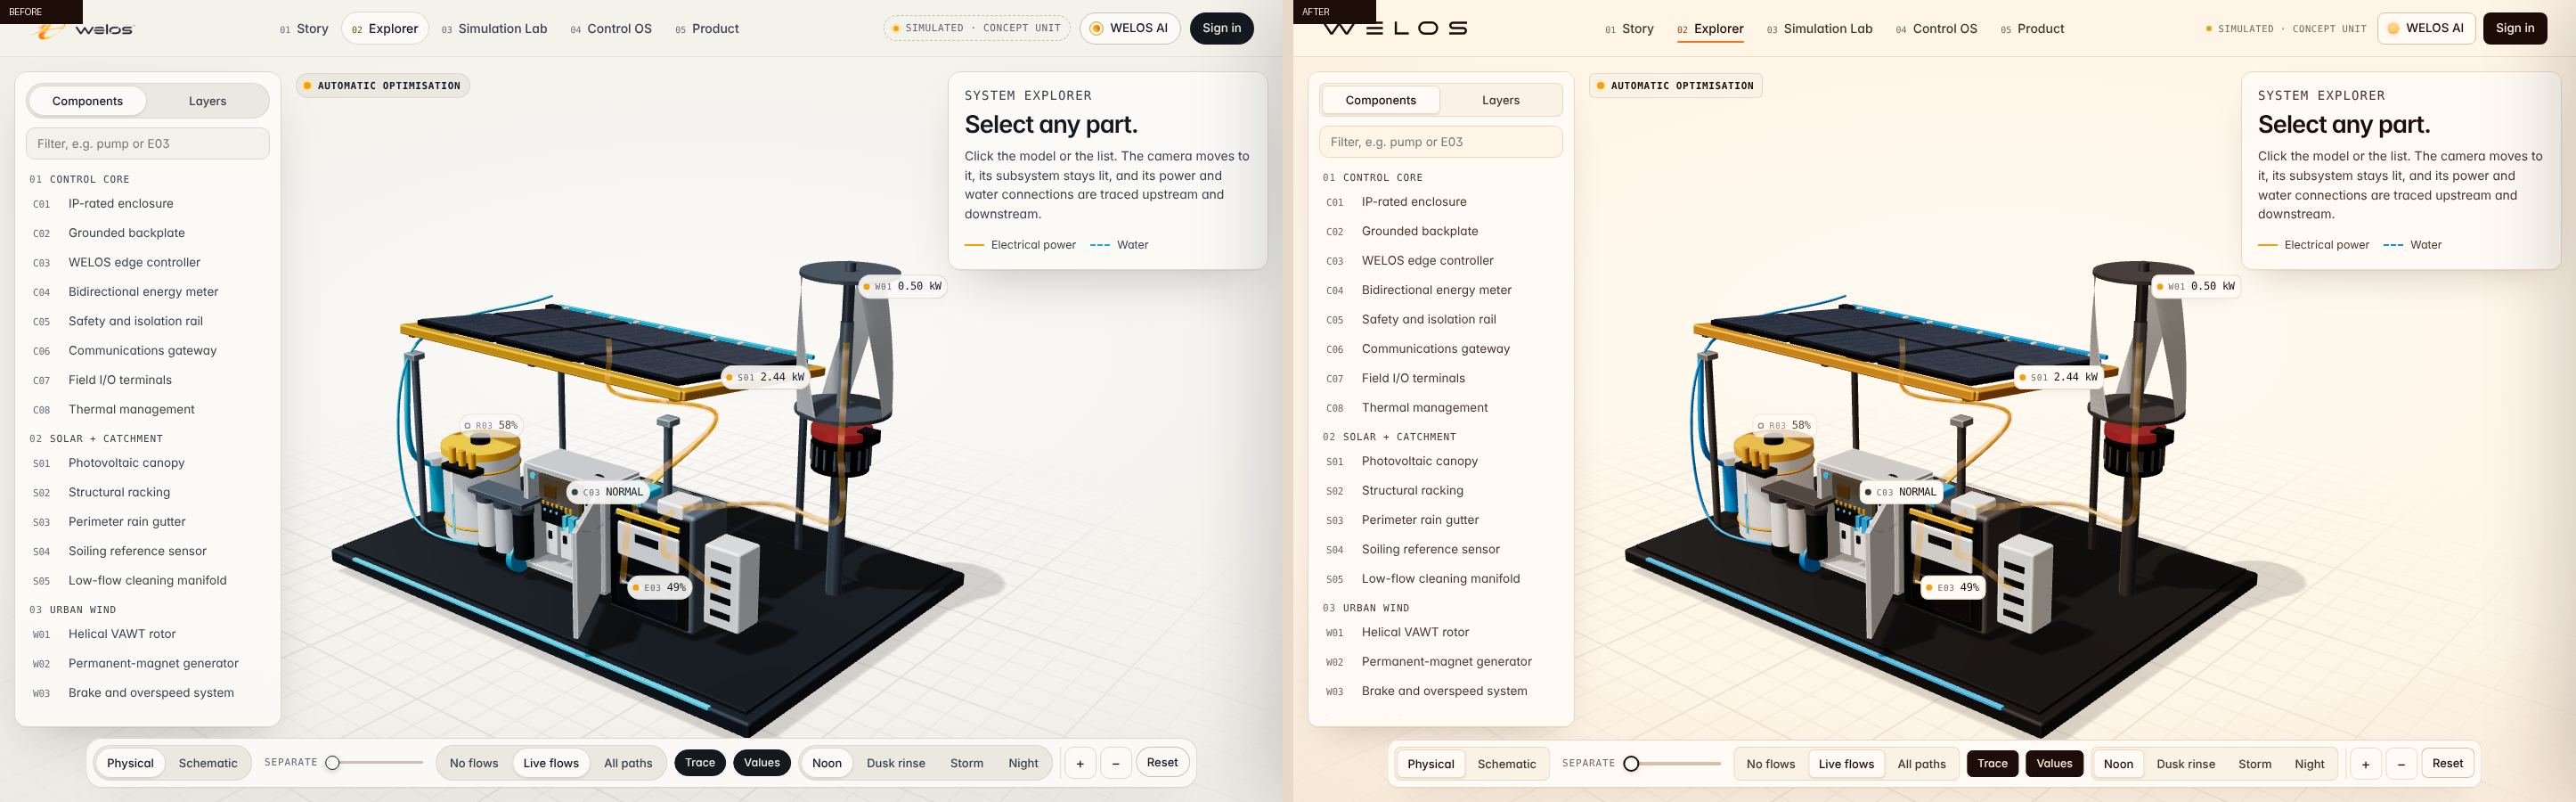 BEFORE
welos
01 Story
02 Explorer
03 Simulation Lab
04 Control OS
05 Product
SIMULATED · CONCEPT UNIT
WELOS AI
Sign in
Components
Layers
Filter, e.g. pump or E03
01 CONTROL CORE
C01 IP-rated enclosure
C02 Grounded backplate
C03 WELOS edge controller
C04 Bidirectional energy meter
C05 Safety and isolation rail
C06 Communications gateway
C07 Field I/O terminals
C08 Thermal management
02 SOLAR + CATCHMENT
S01 Photovoltaic canopy
S02 Structural racking
S03 Perimeter rain gutter
S04 Soiling reference sensor
S05 Low-flow cleaning manifold
03 URBAN WIND
W01 Helical VAWT rotor
W02 Permanent-magnet generator
W03 Brake and overspeed system
AUTOMATIC OPTIMISATION
SYSTEM EXPLORER
Select any part.
Click the model or the list. The camera moves to
it, its subsystem stays lit, and its power and
water connections are traced upstream and
downstream.
Electrical power
Water
W01 0.50 kW
S01 2.44 kW
R03 58%
C03 NORMAL
E03 49%
Physical
Schematic
SEPARATE
No flows
Live flows
All paths
Trace
Values
Noon
Dusk rinse
Storm
Night
+
−
Reset
AFTER
WELOS
01 Story
02 Explorer
03 Simulation Lab
04 Control OS
05 Product
SIMULATED · CONCEPT UNIT
WELOS AI
Sign in
Components
Layers
Filter, e.g. pump or E03
01 CONTROL CORE
C01 IP-rated enclosure
C02 Grounded backplate
C03 WELOS edge controller
C04 Bidirectional energy meter
C05 Safety and isolation rail
C06 Communications gateway
C07 Field I/O terminals
C08 Thermal management
02 SOLAR + CATCHMENT
S01 Photovoltaic canopy
S02 Structural racking
S03 Perimeter rain gutter
S04 Soiling reference sensor
S05 Low-flow cleaning manifold
03 URBAN WIND
W01 Helical VAWT rotor
W02 Permanent-magnet generator
W03 Brake and overspeed system
AUTOMATIC OPTIMISATION
SYSTEM EXPLORER
Select any part.
Click the model or the list. The camera moves to
it, its subsystem stays lit, and its power and
water connections are traced upstream and
downstream.
Electrical power
Water
W01 0.50 kW
S01 2.44 kW
R03 58%
C03 NORMAL
E03 49%
Physical
Schematic
SEPARATE
No flows
Live flows
All paths
Trace
Values
Noon
Dusk rinse
Storm
Night
+
−
Reset